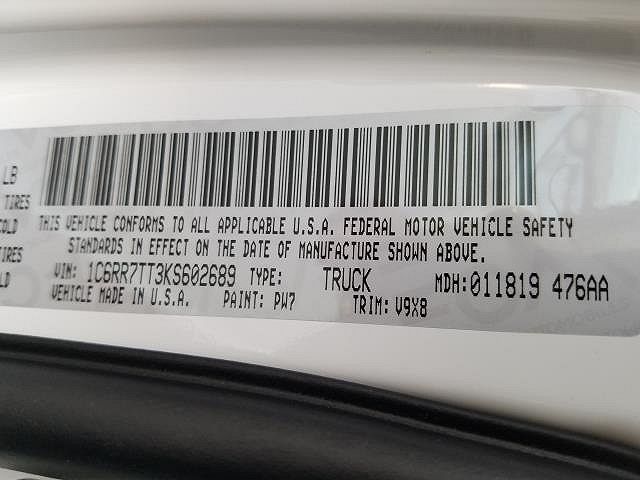 LB
TIRES
COLD
TIRES
COLD
THIS VEHICLE CONFORMS TO ALL APPLICABLE U.S.A. FEDERAL MOTOR VEHICLE SAFETY
STANDARDS IN EFFECT ON THE DATE OF MANUFACTURE SHOWN ABOVE.
VIN: 1C6RR7TT3KS602689 TYPE: TRUCK MDH: 011819 476AA
VEHICLE MADE IN U.S.A. PAINT: PW7 TRIM: V9X8